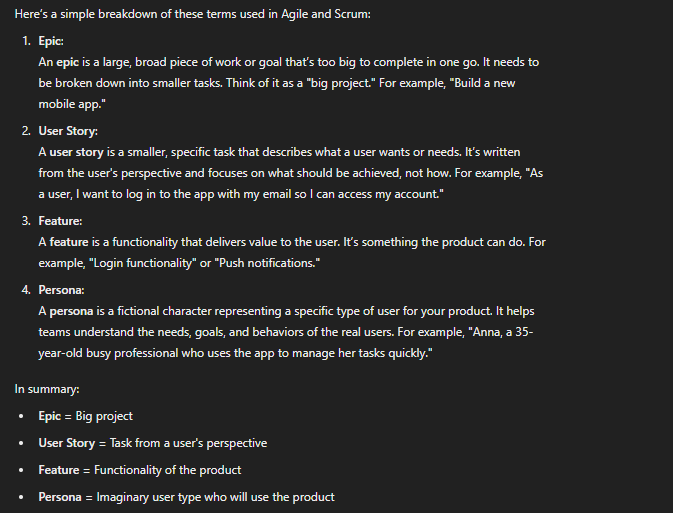 Here's a simple breakdown of these terms used in Agile and Scrum:
1. Epic:
An epic is a large, broad piece of work or goal that's too big to complete in one go. It needs to
be broken down into smaller tasks. Think of it as a "big project." For example, "Build a new
mobile app."
2. User Story:
A user story is a smaller, specific task that describes what a user wants or needs. It's written
from the user's perspective and focuses on what should be achieved, not how. For example, "As
a user, I want to log in to the app with my email so I can access my account."
3. Feature:
A feature is a functionality that delivers value to the user. It's something the product can do. For
example, "Login functionality" or "Push notifications."
4. Persona:
A persona is a fictional character representing a specific type of user for your product. It helps
teams understand the needs, goals, and behaviors of the real users. For example, "Anna, a 35-
year-old busy professional who uses the app to manage her tasks quickly."
In summary:
• Epic = Big project
• User Story = Task from a user's perspective
• Feature = Functionality of the product
• Persona = Imaginary user type who will use the product